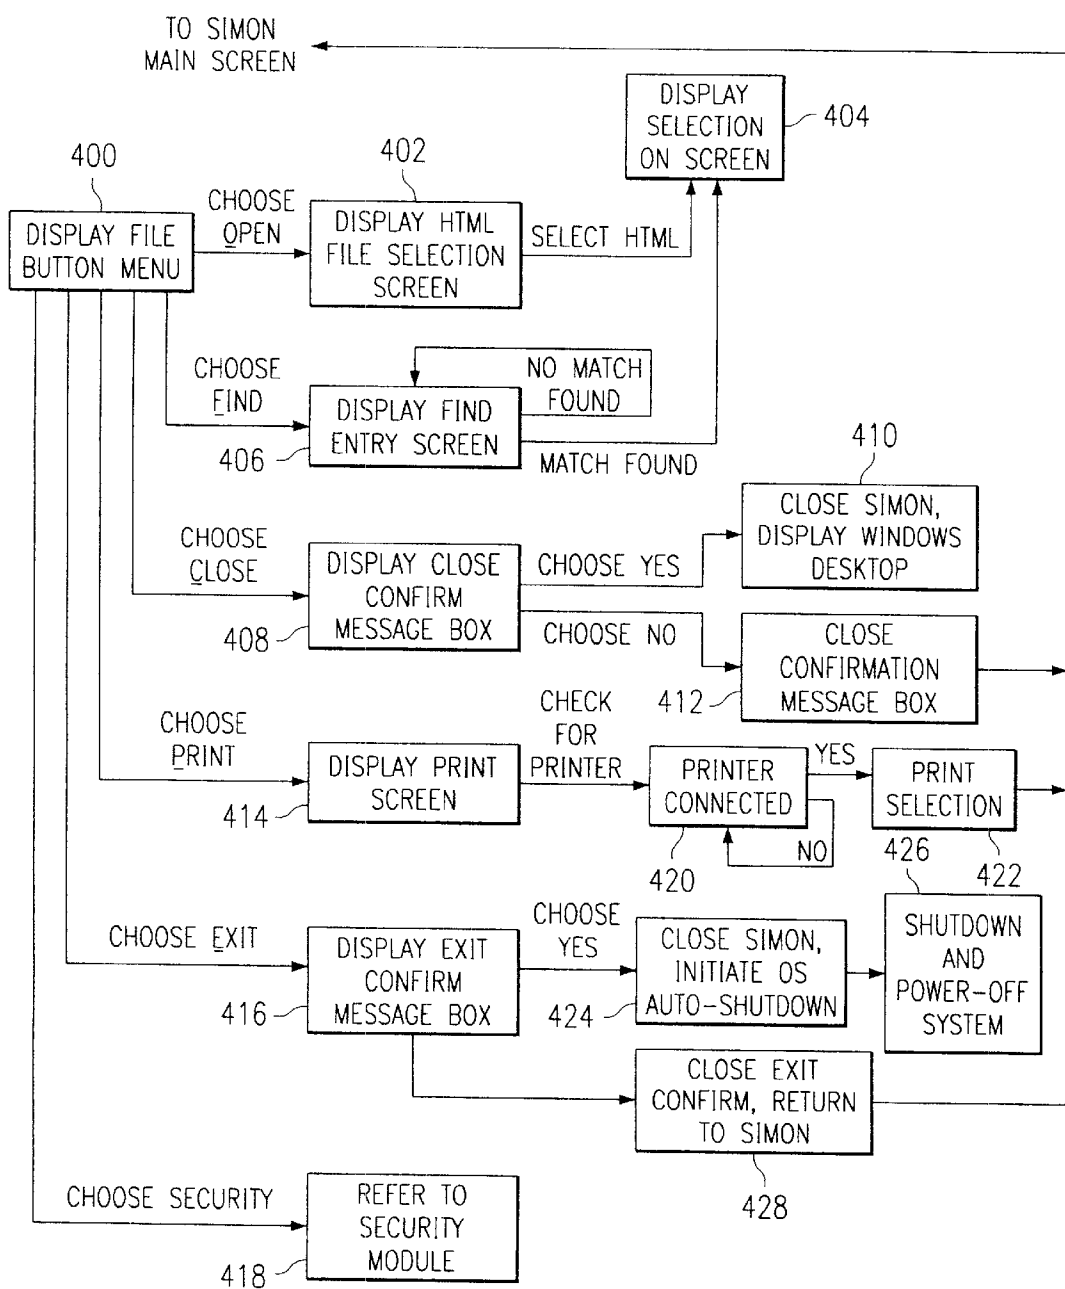 TO SIMON
MAIN SCREEN
DISPLAY
SELECTION
ON SCREEN
404
400
402
CHOOSE
OPEN
DISPLAY FILE
BUTTON MENU
DISPLAY HTML
FILE SELECTION
SCREEN
SELECT HTML
CHOOSE
FIND
NO MATCH
FOUND
DISPLAY FIND
ENTRY SCREEN
406
MATCH FOUND
410
CLOSE SIMON,
DISPLAY WINDOWS
DESKTOP
CHOOSE
CLOSE
DISPLAY CLOSE
CONFIRM
MESSAGE BOX
408
CHOOSE YES
CHOOSE NO
CLOSE
CONFIRMATION
MESSAGE BOX
412
CHOOSE
PRINT
CHECK
FOR
PRINTER
DISPLAY PRINT
SCREEN
414
PRINTER
CONNECTED
YES
NO
420
PRINT
SELECTION
422
426
CHOOSE EXIT
DISPLAY EXIT
CONFIRM
MESSAGE BOX
416
CHOOSE
YES
CLOSE SIMON,
INITIATE OS
AUTO-SHUTDOWN
424
SHUTDOWN
AND
POWER-OFF
SYSTEM
CLOSE EXIT
CONFIRM, RETURN
TO SIMON
428
CHOOSE SECURITY
REFER TO
SECURITY
MODULE
418